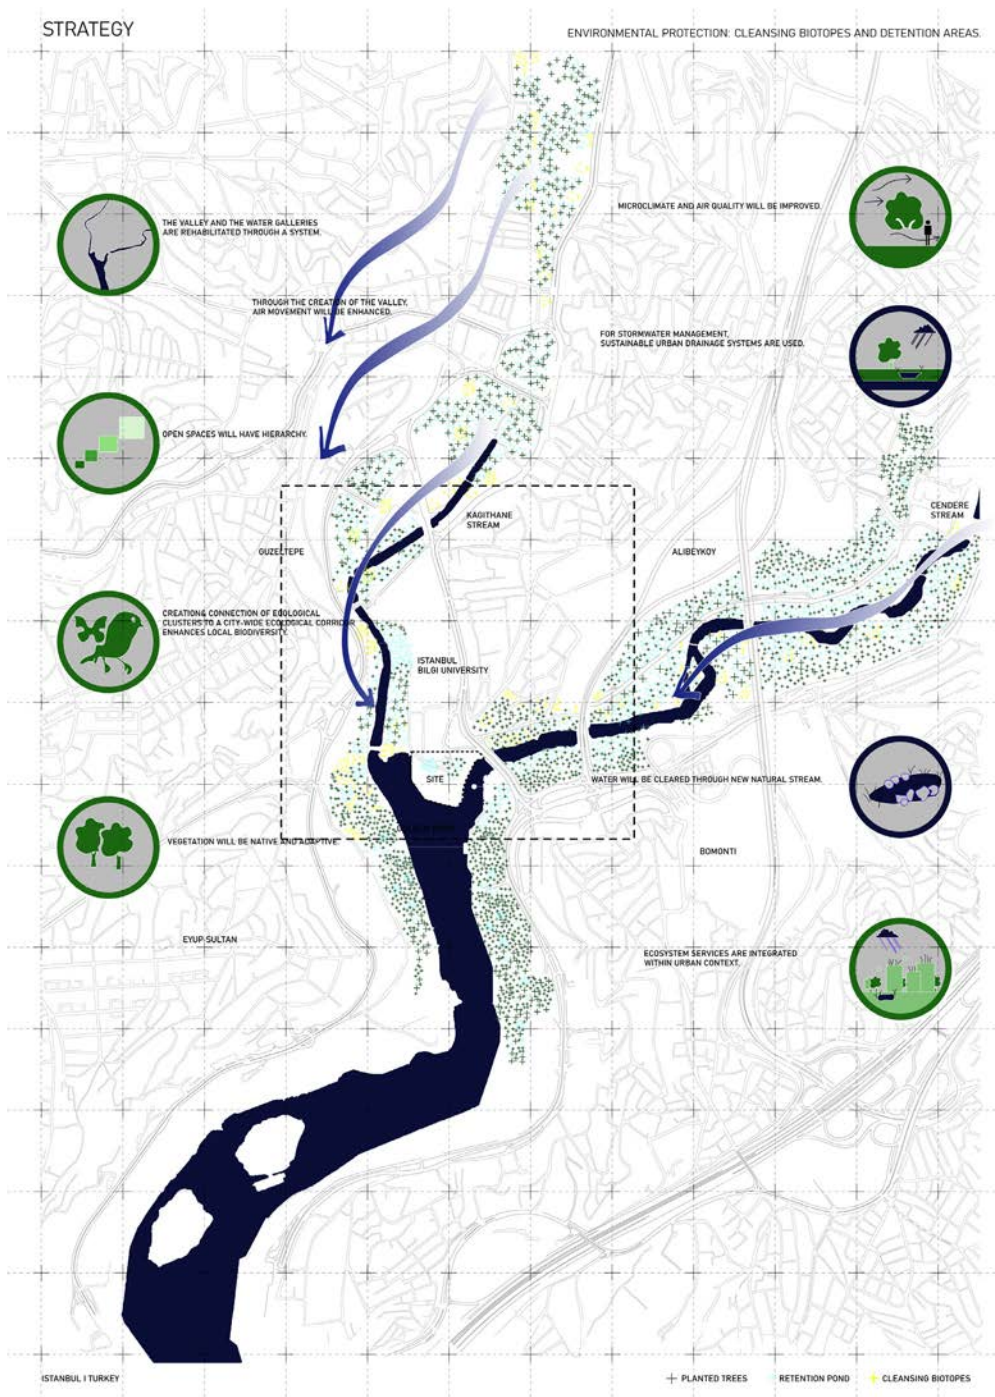 STRATEGY
ENVIRONMENTAL PROTECTION: CLEANSING BIOTOPES AND DETENTION AREAS.
THE VALLEY AND THE WATER GALLERIES
ARE REHABILITATED THROUGH A SYSTEM.
MICROCLIMATE AND AIR QUALITY WILL BE IMPROVED.
THROUGH THE CREATION OF THE VALLEY,
AIR MOVEMENT WILL BE ENHANCED.
FOR STORMWATER MANAGEMENT,
SUSTAINABLE URBAN DRAINAGE SYSTEMS ARE USED.
OPEN SPACES WILL HAVE HIERARCHY.
KAGITHANE
STREAM
CENDERE
STREAM
GUZELTEPE
ALIBEYKOY
CREATION& CONNECTION OF ECOLOGICAL
CLUSTERS TO A CITY-WIDE ECOLOGICAL CORRIDOR
ENHANCES LOCAL BIODIVERSITY.
ISTANBUL
BILGI UNIVERSITY
SITE
WATER WILL BE CLEARED THROUGH NEW NATURAL STREAM.
VEGETATION WILL BE NATIVE AND ADAPTIVE.
BOMONTI
EYUP SULTAN
ECOSYSTEM SERVICES ARE INTEGRATED
WITHIN URBAN CONTEXT.
ISTANBUL I TURKEY
PLANTED TREES
RETENTION POND
CLEANSING BIOTOPES